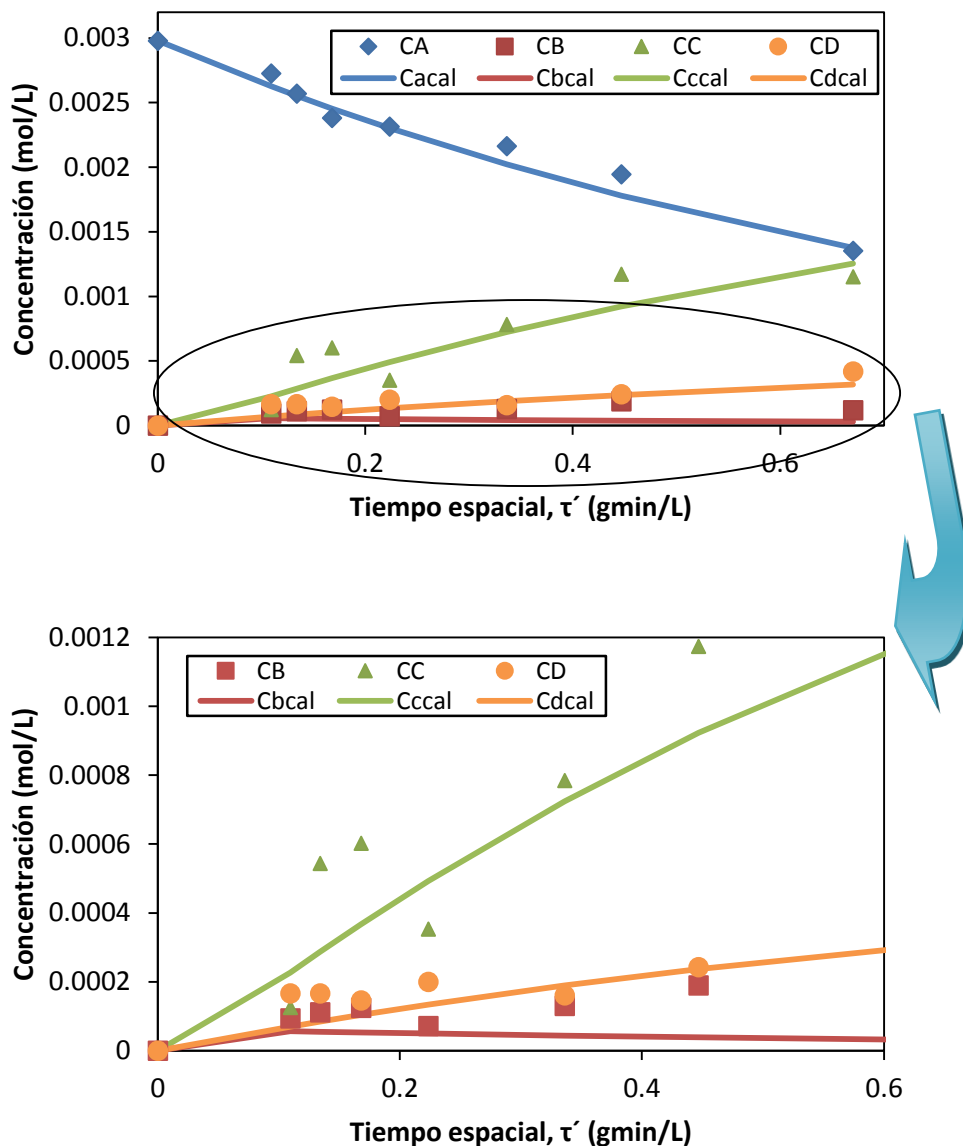 CA CB CC CD
Cacal Cbcal Cccal Cdcal
Concentración (mol/L)
0.003
0.0025
0.002
0.0015
0.001
0.0005
0
0 0.2 0.4 0.6
Tiempo espacial, τ´ (gmin/L)
CB CC CD
Cbcal Cccal Cdcal
Concentración (mol/L)
0.0012
0.001
0.0008
0.0006
0.0004
0.0002
0
0 0.2 0.4 0.6
Tiempo espacial, τ´ (gmin/L)